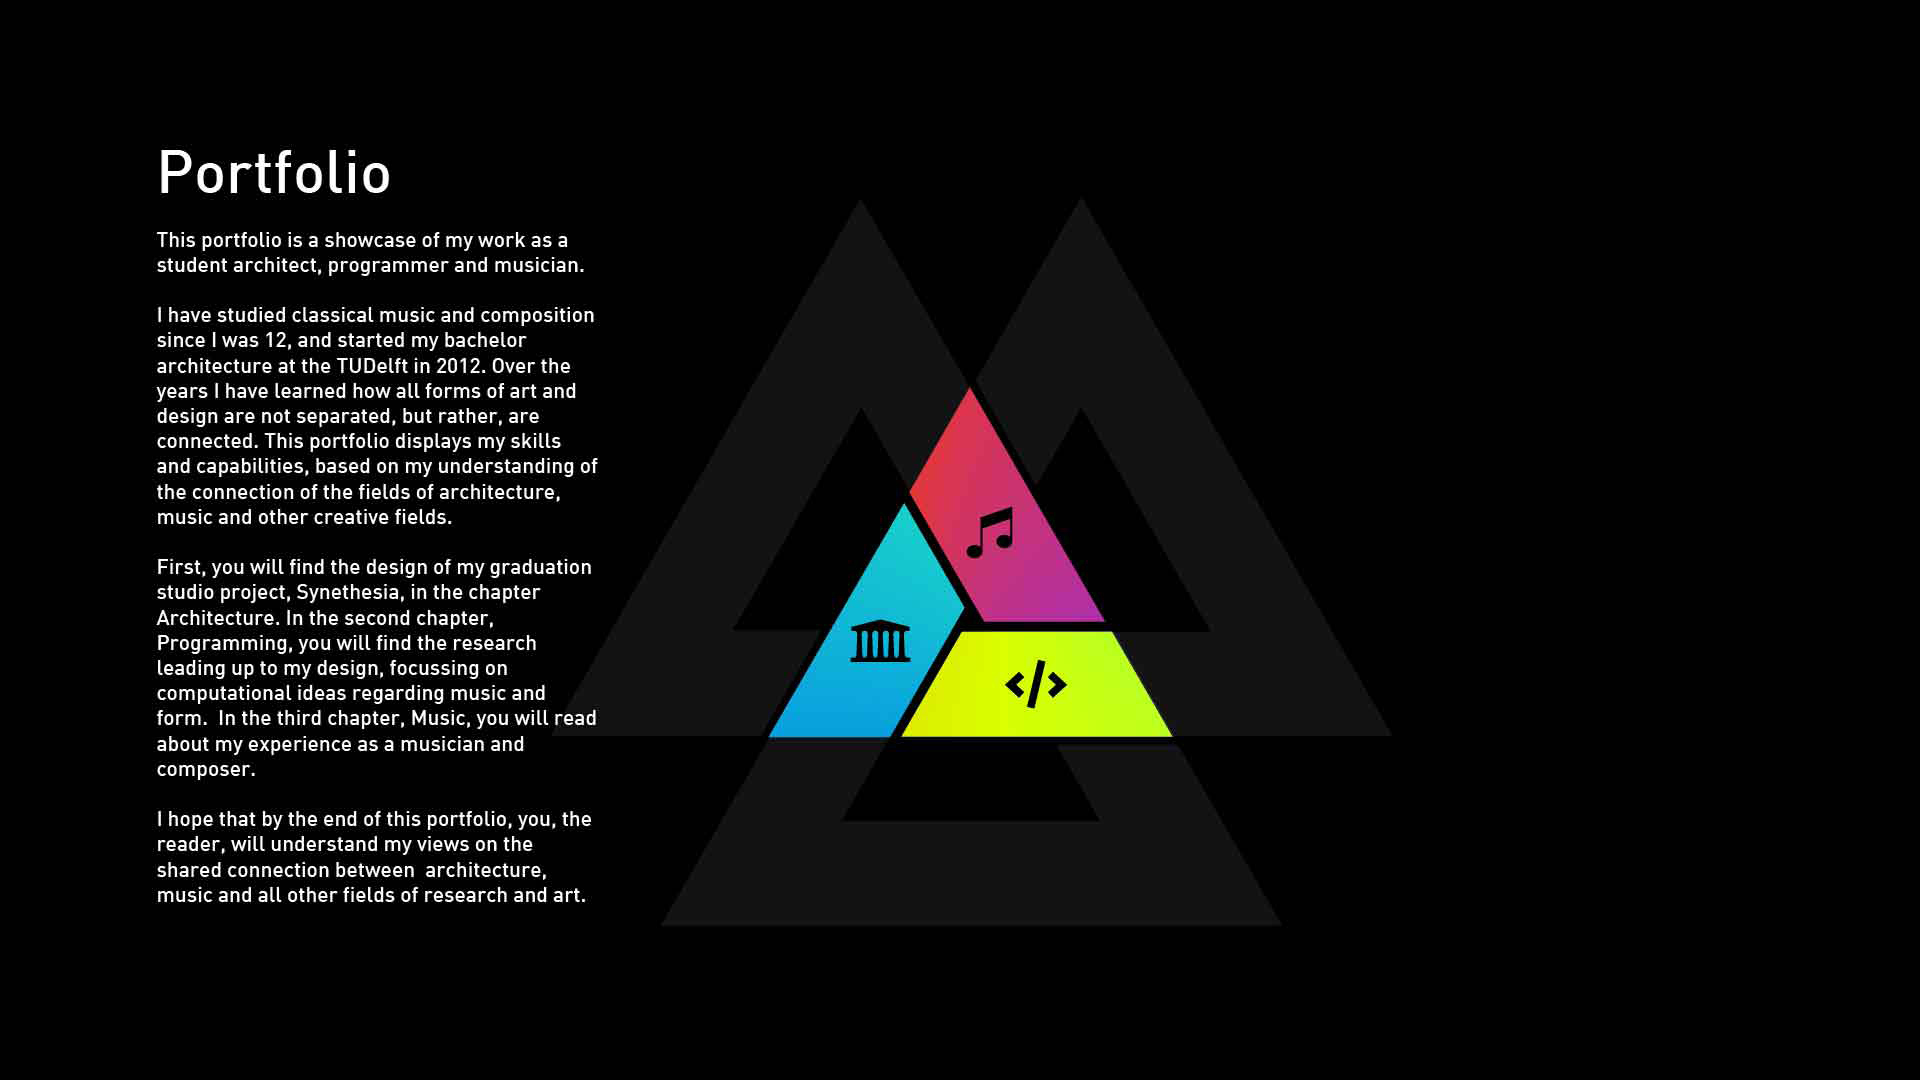 Portfolio
This portfolio is a showcase of my work as a
student architect, programmer and musician.
I have studied classical music and composition
since I was 12, and started my bachelor
architecture at the TUDelft in 2012. Over the
years I have learned how all forms of art and
design are not separated, but rather, are
connected. This portfolio displays my skills
and capabilities, based on my understanding of
the connection of the fields of architecture,
music and other creative fields.
First, you will find the design of my graduation
studio project, Synethesia, in the chapter
Architecture. In the second chapter,
Programming, you will find the research
leading up to my design, focussing on
computational ideas regarding music and
form.  In the third chapter, Music, you will read
about my experience as a musician and
composer.
I hope that by the end of this portfolio, you, the
reader, will understand my views on the
shared connection between  architecture,
music and all other fields of research and art.